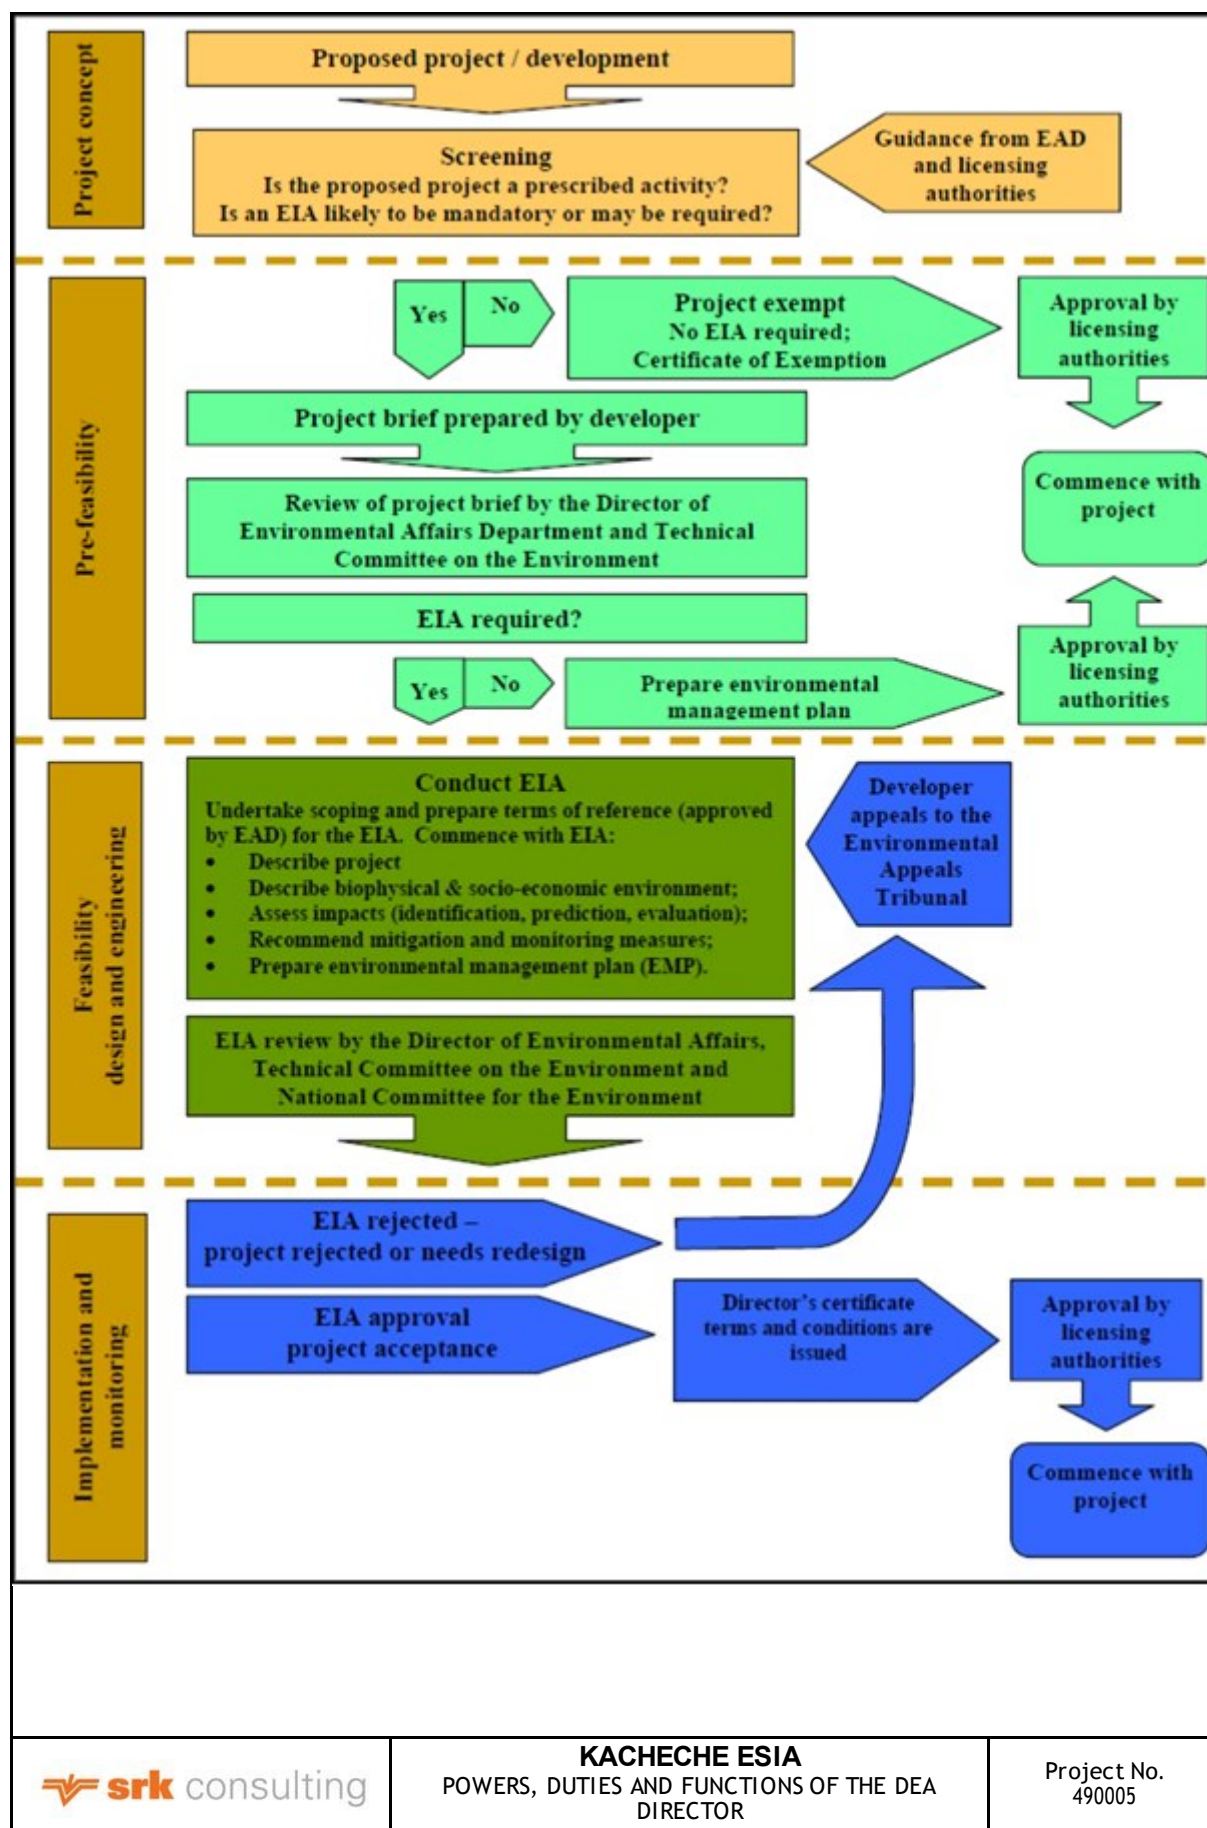 Project concept
Proposed project / development
Screening
Is the proposed project a prescribed activity?
Is an EIA likely to be mandatory or may be required?
Guidance from EAD
and licensing
authorities
Pre-feasibility
Yes
No
Project exempt
No EIA required;
Certificate of Exemption
Approval by
licensing
authorities
Project brief prepared by developer
Review of project brief by the Director of
Environmental Affairs Department and Technical
Committee on the Environment
Commence with
project
EIA required?
Yes
No
Prepare environmental
management plan
Approval by
licensing
authorities
Feasibility
design and engineering
Conduct EIA
Undertake scoping and prepare terms of reference (approved
by EAD) for the EIA. Commence with EIA:
• Describe project
• Describe biophysical & socio-economic environment;
• Assess impacts (identification, prediction, evaluation);
• Recommend mitigation and monitoring measures;
• Prepare environmental management plan (EMP).
Developer
appeals to the
Environmental
Appeals
Tribunal
EIA review by the Director of Environmental Affairs,
Technical Committee on the Environment and
National Committee for the Environment
Implementation and
monitoring
EIA rejected –
project rejected or needs redesign
EIA approval
project acceptance
Director's certificate
terms and conditions are
issued
Approval by
licensing
authorities
Commence with
project
srk consulting
KACHECHE ESIA
POWERS, DUTIES AND FUNCTIONS OF THE DEA
DIRECTOR
Project No.
490005